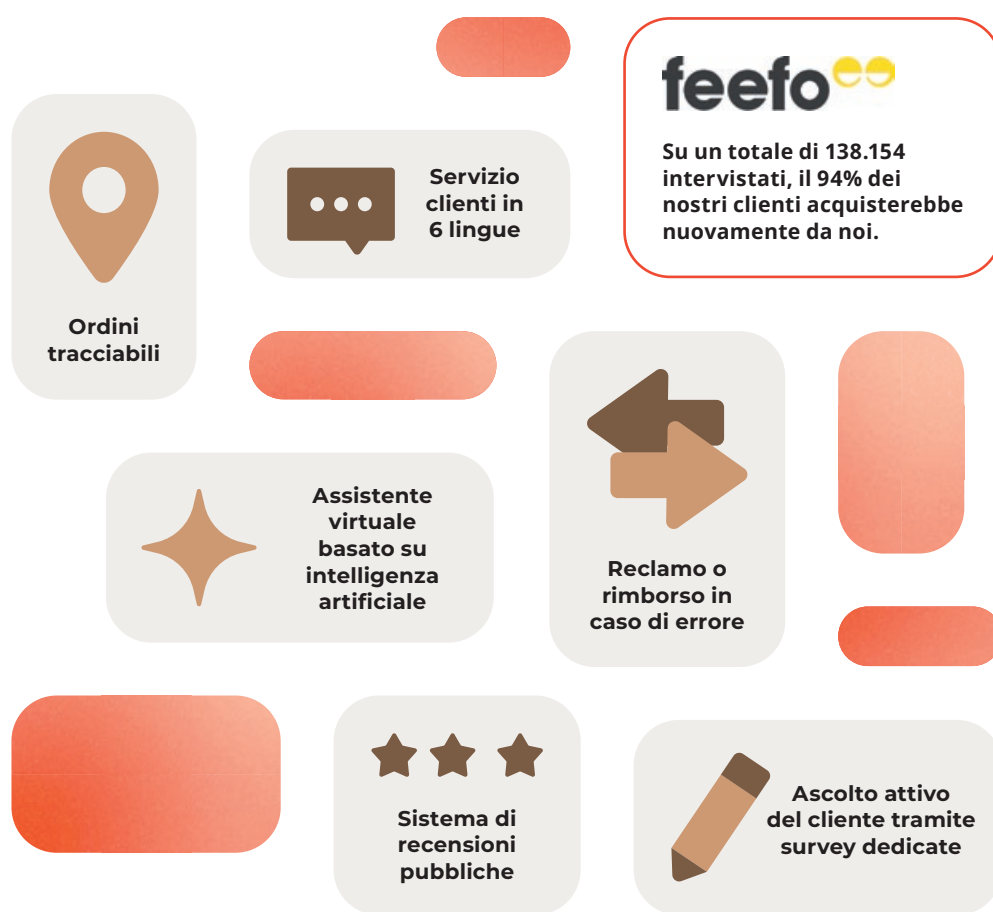 feefo
Su un totale di 138.154
intervistati, il 94% dei
nostri clienti acquisterebbe
nuovamente da noi.
Servizio
clienti in
6 lingue
Ordini
tracciabili
Assistente
virtuale
basato su
intelligenza
artificiale
Reclamo o
rimborso in
caso di errore
Sistema di
recensioni
pubbliche
Ascolto attivo
del cliente tramite
survey dedicate